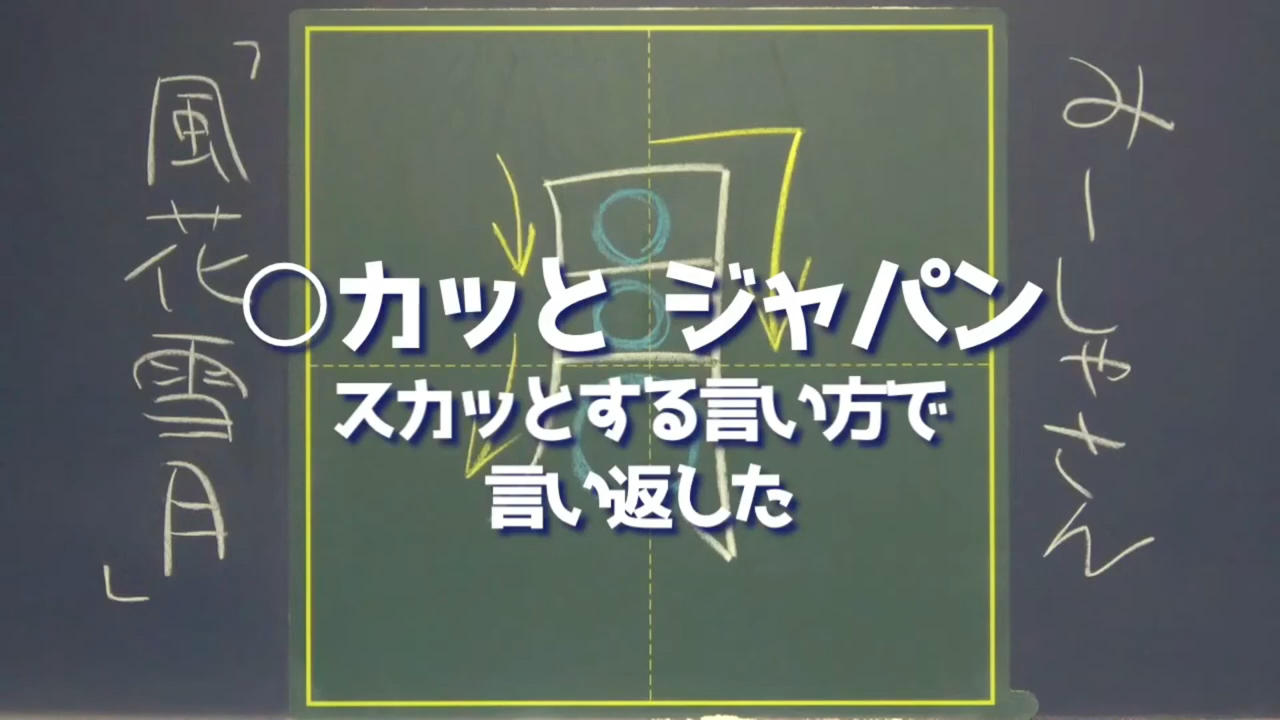 みーしゃさん
「風花雪月」
月
○カッと ジャパン
スカッとする言い方で
言い返した